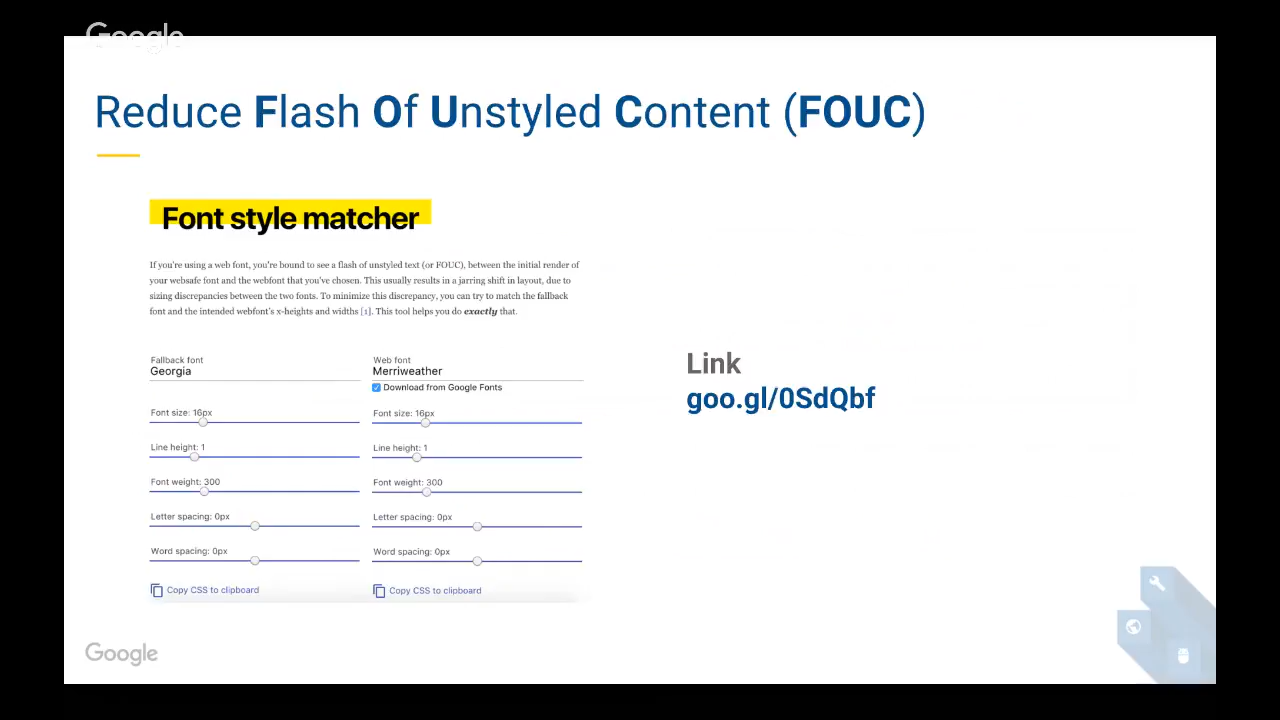 Google
Reduce Flash Of Unstyled Content (FOUC)
Font style matcher
If you're using a web font, you're bound to see a flash of unstyled text (or FOUC), between the initial render of
your websafe font and the webfont that you've chosen. This usually results in a jarring shift in layout, due to
sizing discrepancies between the two fonts. To minimize this discrepancy, you can try to match the fallback
font and the intended webfont's x-heights and widths [1]. This tool helps you do exactly that.
Fallback font
Georgia
Font size: 16px
Line height: 1
Font weight: 300
Letter spacing: 0px
Word spacing: 0px
Copy CSS to clipboard
Web font
Merriweather
Download from Google Fonts
Font size: 16px
Line height: 1
Font weight: 300
Letter spacing: 0px
Word spacing: 0px
Copy CSS to clipboard
Link
goo.gl/0SdQbf
Google